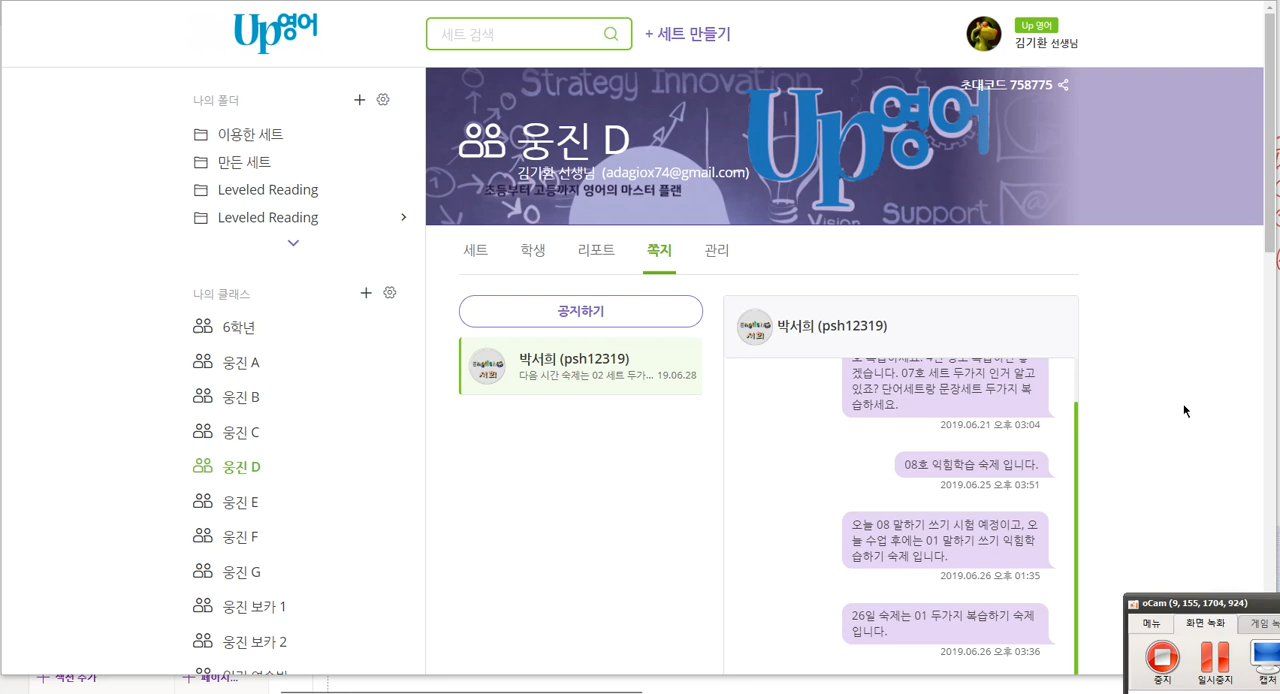 Up영어
세트 검색
+ 세트 만들기
Up 영어
김기환 선생님
나의 폴더
이용한 세트
만든 세트
Leveled Reading
Leveled Reading
나의 클래스
6학년
웅진 A
웅진 B
웅진 C
웅진 D
웅진 E
웅진 F
웅진 G
웅진 보카 1
웅진 보카 2
Strategy Innovation
초대코드 758775
Up영어
웅진 D
김기환 선생님 (adagiox74@gmail.com)
초등부터 고등까지 영어의 마스터 플랜
Vision
Support
세트
학생
리포트
쪽지
관리
공지하기
박서희 (psh12319)
다음 시간 숙제는 02 세트 두가... 19.06.28
English
서희
박서희 (psh12319)
겠습니다. 07호 세트 두가지 인거 알고
있죠? 단어세트랑 문장세트 두가지 복
습하세요.
2019.06.21 오후 03:04
08호 익힘학습 숙제 입니다.
2019.06.25 오후 03:51
오늘 08 말하기 쓰기 시험 예정이고, 오
늘 수업 후에는 01 말하기 쓰기 익힘학
습하기 숙제 입니다.
2019.06.26 오후 01:35
26일 숙제는 01 두가지 복습하기 숙제
입니다.
2019.06.26 오후 03:36
oCam (9, 155, 1704, 924)
메뉴
화면 녹화
게임 녹
중지
일시중지
캡처
+ 섹션 추가
+ 페이지...